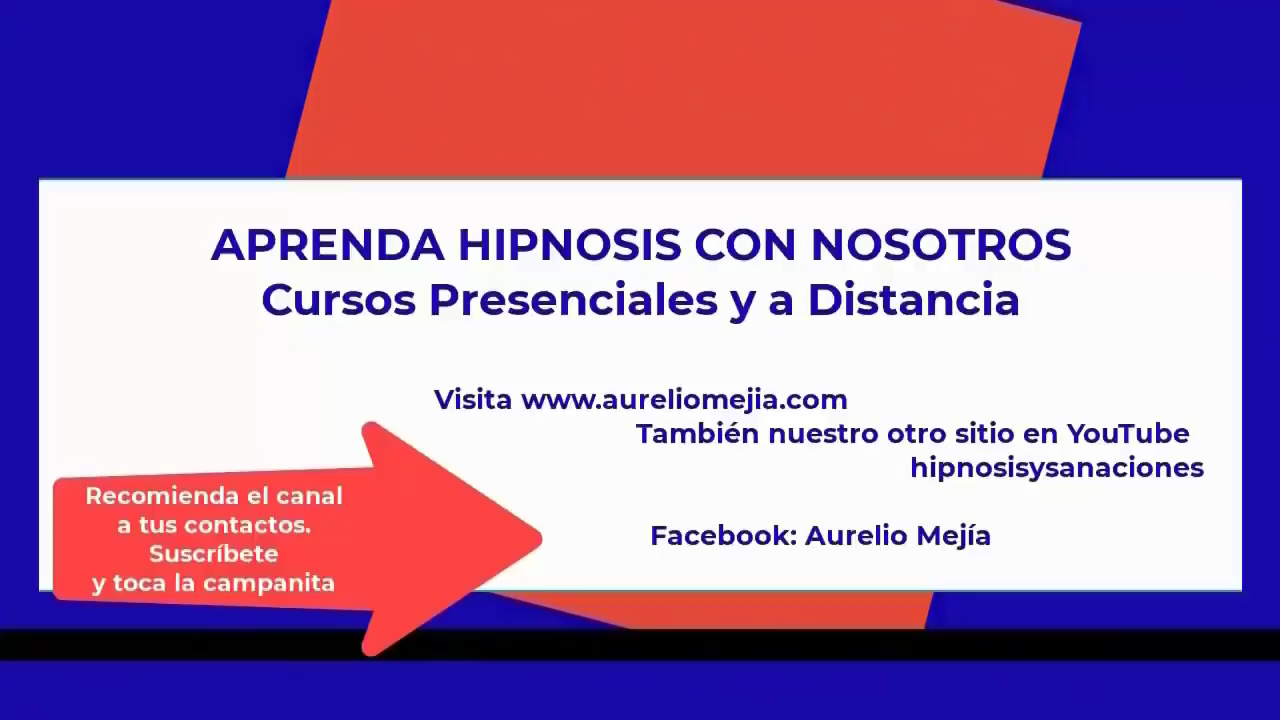 APRENDA HIPNOSIS CON NOSOTROS
Cursos Presenciales y a Distancia
Visita www.aureliomejia.com
También nuestro otro sitio en YouTube
hipnosisysanaciones
Facebook: Aurelio Mejía
Recomienda el canal
a tus contactos.
Suscríbete
y toca la campanita